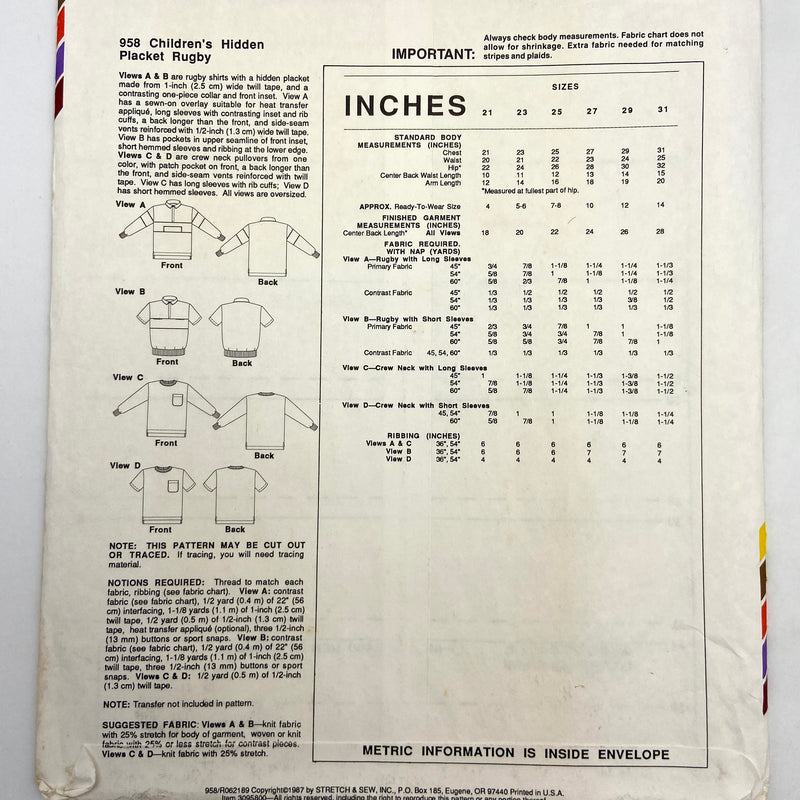 958 Children's Hidden
Placket Rugby
Views A & B are rugby shirts with a hidden placket
made from 1-inch (2.5 cm) wide twill tape, and a
contrasting one-piece collar and front inset. View A
has a sewn-on overlay suitable for heat transfer
appliqué, long sleeves with contrasting inset and rib
cuffs, a back longer than the front, and side-seam
vents reinforced with 1/2-inch (1.3 cm) wide twill tape.
View B has pockets in upper seamline of front inset,
short hemmed sleeves and ribbing at the lower edge.
Views C & D are crew neck pullovers from one
color, with patch pocket on front, a back longer than
the front, and side-seam vents reinforced with twill
tape. View C has long sleeves with rib cuffs; View D
has short hemmed sleeves. All views are oversized.
View A
Front
Back
View B
Front
Back
View C
Front
Back
View D
Front
Back
NOTE: THIS PATTERN MAY BE CUT OUT
OR TRACED. If tracing, you will need tracing
material.
NOTIONS REQUIRED: Thread to match each
fabric, ribbing (see fabric chart). View A: contrast
fabric (see fabric chart), 1/2 yard (0.4 m) of 22" (56
cm) interfacing, 1-1/8 yards (1.1 m) of 1-inch (2.5 cm)
twill tape, 1/2 yard (0.5 m) of 1/2-inch (1.3 cm) twill
tape, heat transfer appliqué (optional), three 1/2-inch
(13 mm) buttons or sport snaps. View B: contrast
fabric (see fabric chart), 1/2 yard (0.4 m) of 22" (56
cm) interfacing, 1-1/8 yards (1.1 m) of 1-inch (2.5 cm)
twill tape, three 1/2-inch (13 mm) buttons or sport
snaps. Views C & D: 1/2 yard (0.5 m) of 1/2-inch
(1.3 cm) twill tape.
NOTE: Transfer not included in pattern.
SUGGESTED FABRIC: Views A & B—knit fabric
with 25% stretch for body of garment, woven or knit
fabric with 25% or less stretch for contrast pieces.
Views C & D—knit fabric with 25% stretch.
IMPORTANT: Always check body measurements. Fabric chart does not
allow for shrinkage. Extra fabric needed for matching
stripes and plaids.
SIZES
INCHES 21 23 25 27 29 31
STANDARD BODY
MEASUREMENTS (INCHES)
Chest 21 23 25 27 29 31
Waist 20 21 22 23 24 25
Hip* 22 24 26 28 30 32
Center Back Waist Length 10 11 12 13 14 15
Arm Length 12 14 16 18 19 20
*Measured at fullest part of hip.
APPROX. Ready-To-Wear Size 4 5-6 7-8 10 12 14
FINISHED GARMENT
MEASUREMENTS (INCHES)
Center Back Length* All Views 18 20 22 24 26 28
FABRIC REQUIRED,
WITH NAP (YARDS)
View A—Rugby with Long Sleeves
Primary Fabric 45" 3/4 7/8 1-1/8 1-1/4 1-1/4 1-1/3
54" 5/8 7/8 1 1-1/8 1-1/4 1-1/3
60" 5/8 2/3 7/8 1 1-1/8 1-1/4
Contrast Fabric 45" 1/3 1/2 1/2 1/2 1/2 1/2
54" 1/3 1/3 1/3 1/3 3/8 1/2
60" 1/3 1/3 1/3 1/3 1/3 1/3
View B—Rugby with Short Sleeves
Primary Fabric 45" 2/3 3/4 7/8 1 1 1-1/8
54" 5/8 3/4 3/4 7/8 1 1-1/8
60" 5/8 5/8 3/4 7/8 7/8 1
Contrast Fabric 45, 54, 60" 1/3 1/3 1/3 1/3 1/3 1/3
View C—Crew Neck with Long Sleeves
45" 1 1-1/8 1-1/4 1-1/3 1-3/8 1-1/2
54" 7/8 1-1/8 1-1/4 1-1/3 1-3/8 1-1/2
60" 5/8 7/8 1-1/8 1-1/8 1-1/8 1-1/4
View D—Crew Neck with Short Sleeves
45, 54" 7/8 1 1 1-1/8 1-1/8 1-1/4
60" 5/8 7/8 1 1-1/8 1-1/8 1-1/4
RIBBING (INCHES)
Views A & C 36", 54" 6 6 6 6 6 6
View B 36", 54" 6 6 6 7 7 7
View D 36", 54" 4 4 4 4 4 4
METRIC INFORMATION IS INSIDE ENVELOPE
958/R062189 Copyright©1987 by STRETCH & SEW, INC., P.O. Box 185, Eugene, OR 97440 Printed in U.S.A.
Item 3095800—All rights reserved, including the right to reproduce this pattern or any portion thereof.